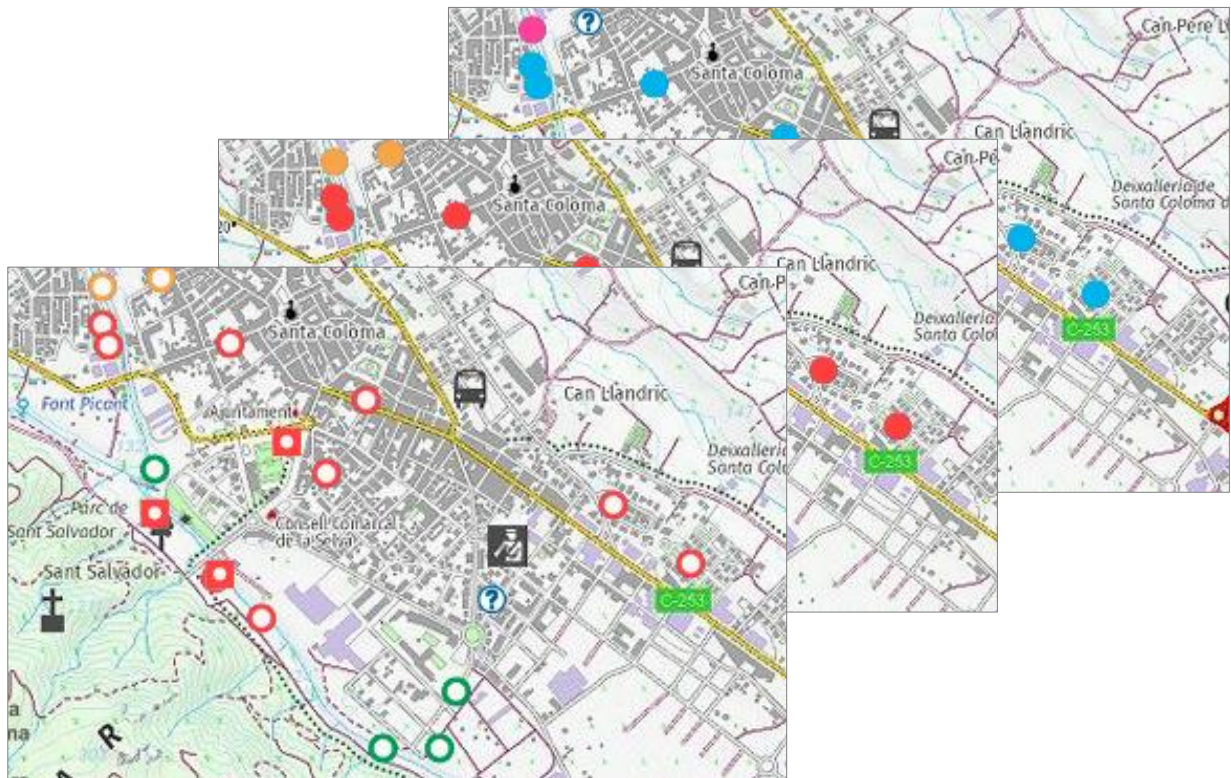 Can Pere L
Santa Coloma
Can Llandric
Deixalleria de
Santa Coloma d
C-253
Can Pe
Santa Coloma
20°
Can Llandric
Deixalleria
Santa Colo
C-253
Can P
Santa Coloma
Can Llandric
Font Picant
Ajuntament
Deixalleria
Santa Colo
Parc de
Sant Salvador
Consell Comarcal
de la Selva
Sant Salvador
C-253
a
na
A R